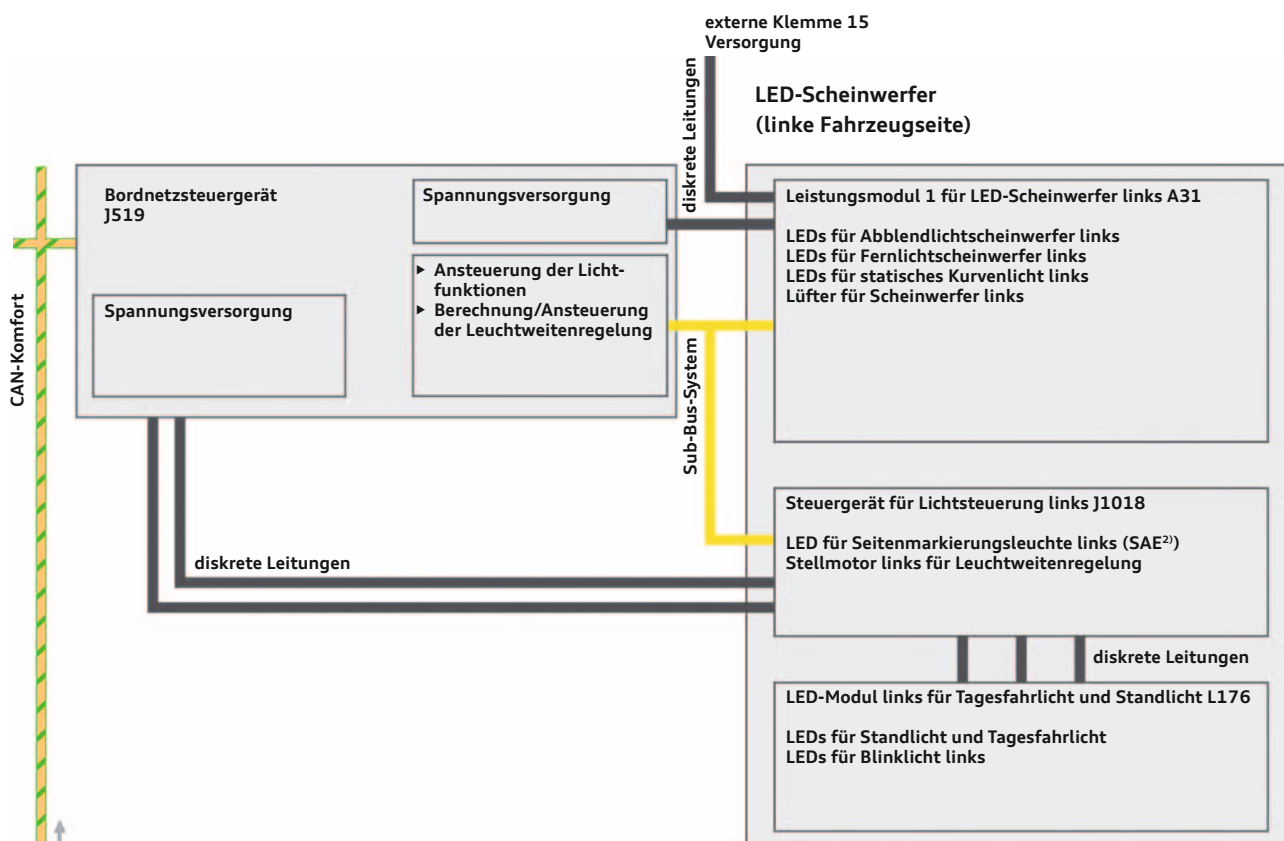 externe Klemme 15
Versorgung
diskrete Leitungen
LED-Scheinwerfer
(linke Fahrzeugseite)
CAN-Komfort
Bordnetzsteuergerät
J519
Spannungsversorgung
Spannungsversorgung
▶ Ansteuerung der Licht-
funktionen
▶ Berechnung/Ansteuerung
der Leuchtweitenregelung
Sub-Bus-System
Leistungsmodul 1 für LED-Scheinwerfer links A31
LEDs für Abblendlichtscheinwerfer links
LEDs für Fernlichtscheinwerfer links
LEDs für statisches Kurvenlicht links
Lüfter für Scheinwerfer links
Steuergerät für Lichtsteuerung links J1018
LED für Seitenmarkierungsleuchte links (SAE²⁾)
Stellmotor links für Leuchtweitenregelung
diskrete Leitungen
diskrete Leitungen
LED-Modul links für Tagesfahrlicht und Standlicht L176
LEDs für Standlicht und Tagesfahrlicht
LEDs für Blinklicht links